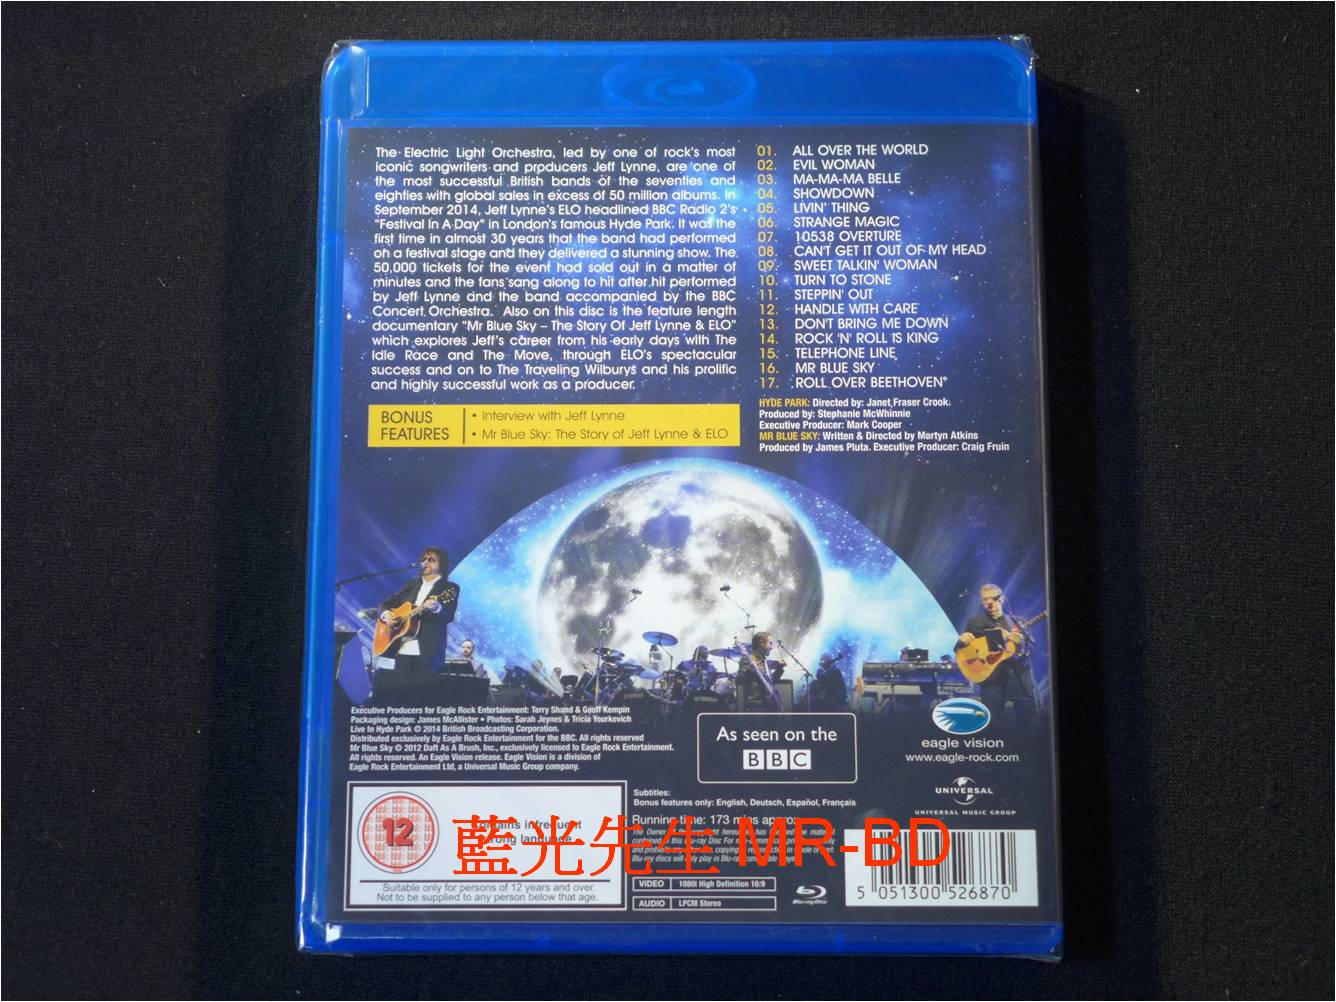 The Electric Light Orchestra, led by one of rock's most
iconic songwriters and producers Jeff Lynne, are one of
the most successful British bands of the seventies and
eighties with global sales in excess of 50 million albums. In
September 2014, Jeff Lynne's ELO headlined BBC Radio 2's
"Festival In A Day" in London's famous Hyde Park. It was the
first time in almost 30 years that the band had performed
on a festival stage and they delivered a stunning show. The
50,000 tickets for the event had sold out in a matter of
minutes and the fans sang along to hit after hit performed
by Jeff Lynne and the band accompanied by the BBC
Concert Orchestra. Also on this disc is the feature length
documentary "Mr Blue Sky – The Story Of Jeff Lynne & ELO"
which explores Jeff's career from his early days with The
Idle Race and The Move, through ELO's spectacular
success and on to The Traveling Wilburys and his prolific
and highly successful work as a producer.
BONUS FEATURES
• Interview with Jeff Lynne
• Mr Blue Sky: The Story of Jeff Lynne & ELO
01. ALL OVER THE WORLD
02. EVIL WOMAN
03. MA-MA-MA BELLE
04. SHOWDOWN
05. LIVIN' THING
06. STRANGE MAGIC
07. 10538 OVERTURE
08. CAN'T GET IT OUT OF MY HEAD
09. SWEET TALKIN' WOMAN
10. TURN TO STONE
11. STEPPIN' OUT
12. HANDLE WITH CARE
13. DON'T BRING ME DOWN
14. ROCK 'N' ROLL IS KING
15. TELEPHONE LINE
16. MR BLUE SKY
17. ROLL OVER BEETHOVEN"
HYDE PARK: Directed by: Janet Fraser Crook.
Produced by: Stephanie McWhinnie
Executive Producer: Mark Cooper
MR BLUE SKY: Written & Directed by Martyn Atkins
Produced by James Pluta. Executive Producer: Craig Fruin
Executive Producers for Eagle Rock Entertainment: Terry Shand & Geoff Kempin
Packaging design: James McAllister • Photos: Sarah Jeynes & Tricia Yourkevich
Live In Hyde Park © 2014 British Broadcasting Corporation.
Distributed exclusively by Eagle Rock Entertainment for the BBC. All rights reserved
Mr Blue Sky © 2012 Daft As A Brush, Inc., exclusively licensed to Eagle Rock Entertainment.
All rights reserved. An Eagle Vision release. Eagle Vision is a division of
Eagle Rock Entertainment Ltd, a Universal Music Group company.
As seen on the
BBC
eagle vision
www.eagle-rock.com
UNIVERSAL
UNIVERSAL MUSIC GROUP
12
Contains infrequent
strong language
Suitable only for persons of 12 years and over.
Not to be supplied to any person below that age.
Subtitles:
Bonus features only: English, Deutsch, Español, Français
Running time: 173 mins approx.
Blu-ray discs will only play in Blu-ray
藍光先生 MR-BD
VIDEO 1080i High Definition 16:9
AUDIO LPCM Stereo
Blu-ray Disc
5 051300 526870